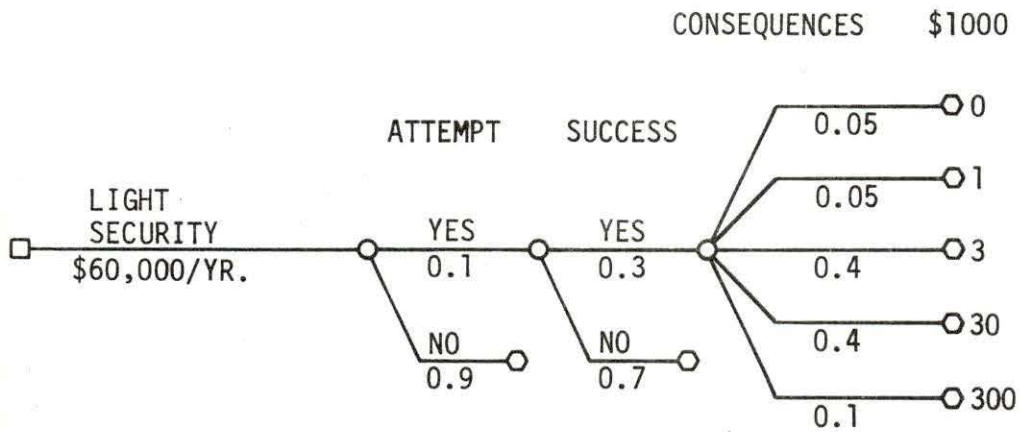 CONSEQUENCES $1000
0
0.05
ATTEMPT SUCCESS
1
0.05
LIGHT
SECURITY
$60,000/YR.
YES
0.1
YES
0.3
3
0.4
30
0.4
NO
0.9
NO
0.7
300
0.1